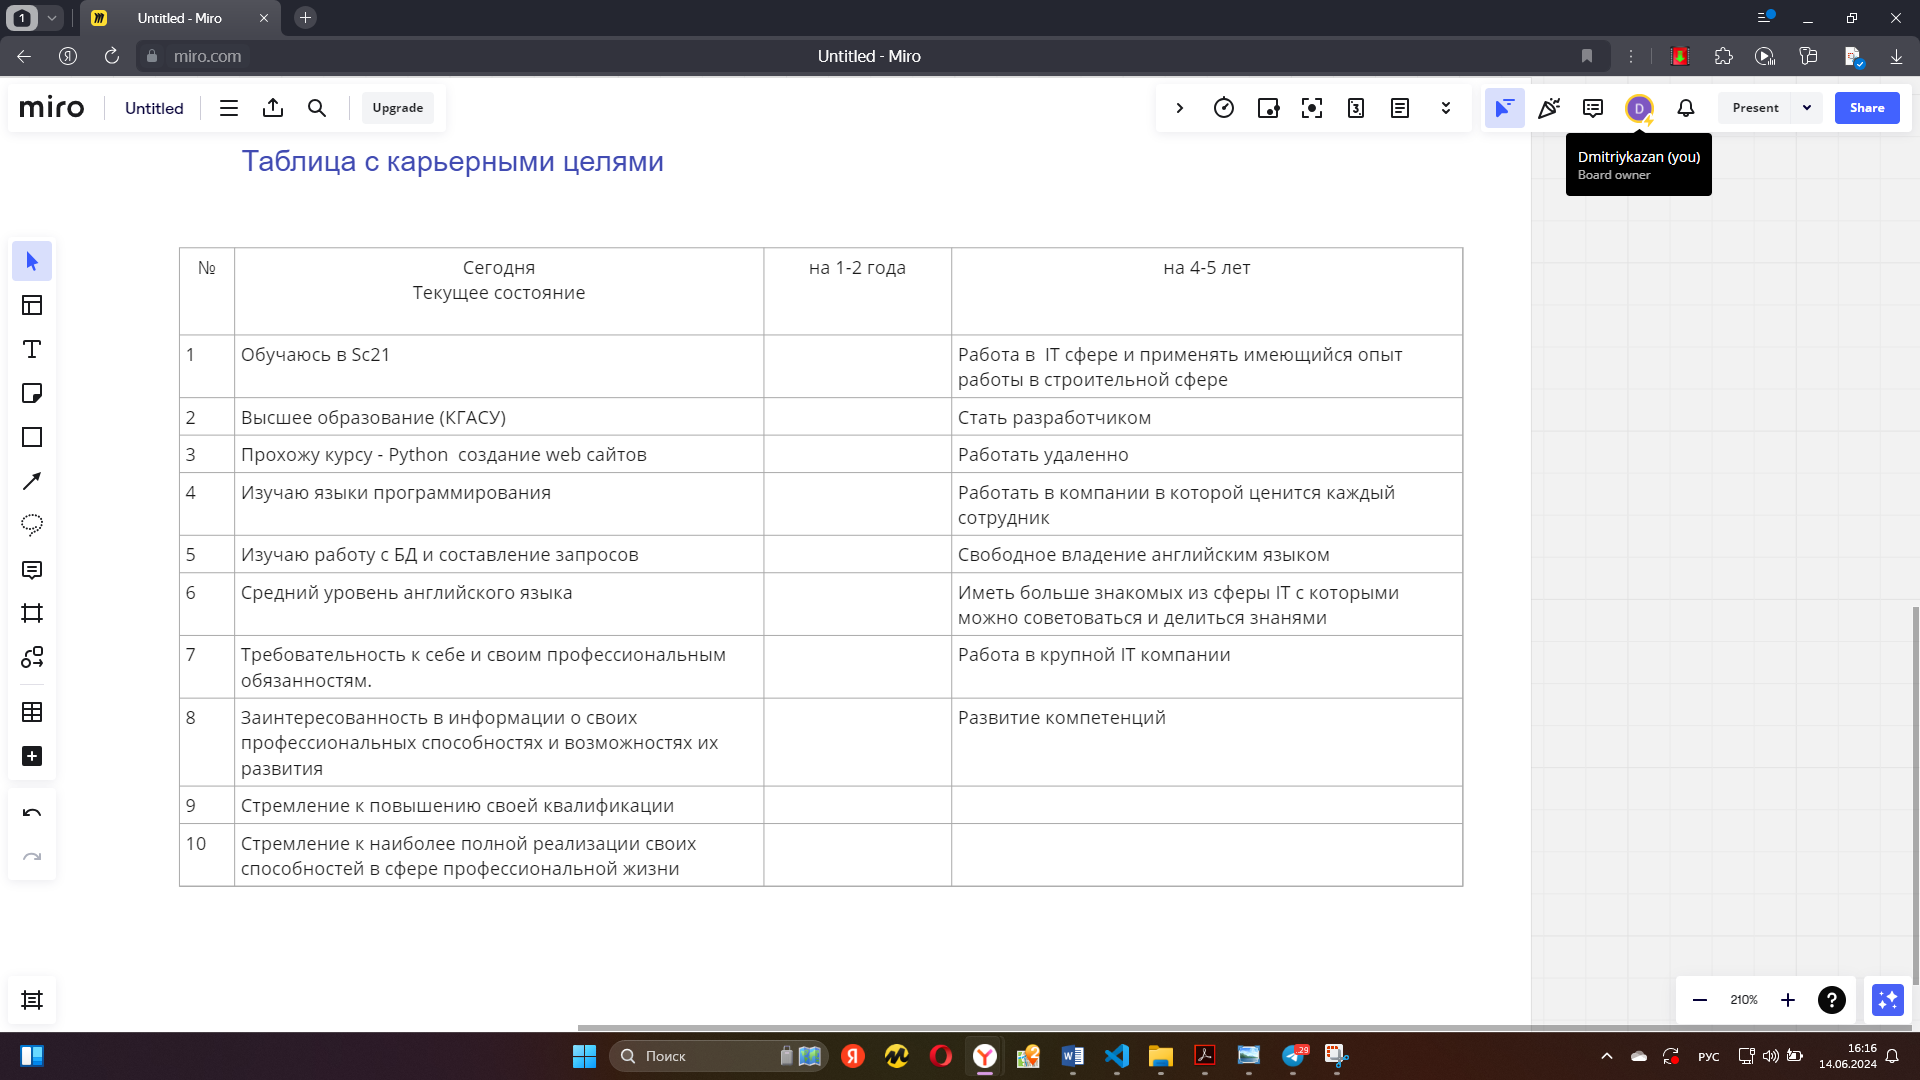 1
Untitled - Miro
miro.com
Untitled - Miro
miro
Untitled
Upgrade
3
D
Present
Share
Dmitriykazan (you)
Board owner
Таблица с карьерными целями
№
Сегодня
Текущее состояние
на 1-2 года
на 4-5 лет
1
Обучаюсь в Sc21
Работа в  IT сфере и применять имеющийся опыт
работы в строительной сфере
2
Высшее образование (КГАСУ)
Стать разработчиком
3
Прохожу курсу - Python  создание web сайтов
Работать удаленно
4
Изучаю языки программирования
Работать в компании в которой ценится каждый
сотрудник
5
Изучаю работу с БД и составление запросов
Свободное владение английским языком
6
Средний уровень английского языка
Иметь больше знакомых из сферы IT с которыми
можно советоваться и делиться знанями
7
Требовательность к себе и своим профессиональным
обязанностям.
Работа в крупной IT компании
8
Заинтересованность в информации о своих
профессиональных способностях и возможностях их
развития
Развитие компетенций
9
Стремление к повышению своей квалификации
10
Стремление к наиболее полной реализации своих
способностей в сфере профессиональной жизни
210%
?
Поиск
29
РУС
16:16
14.06.2024